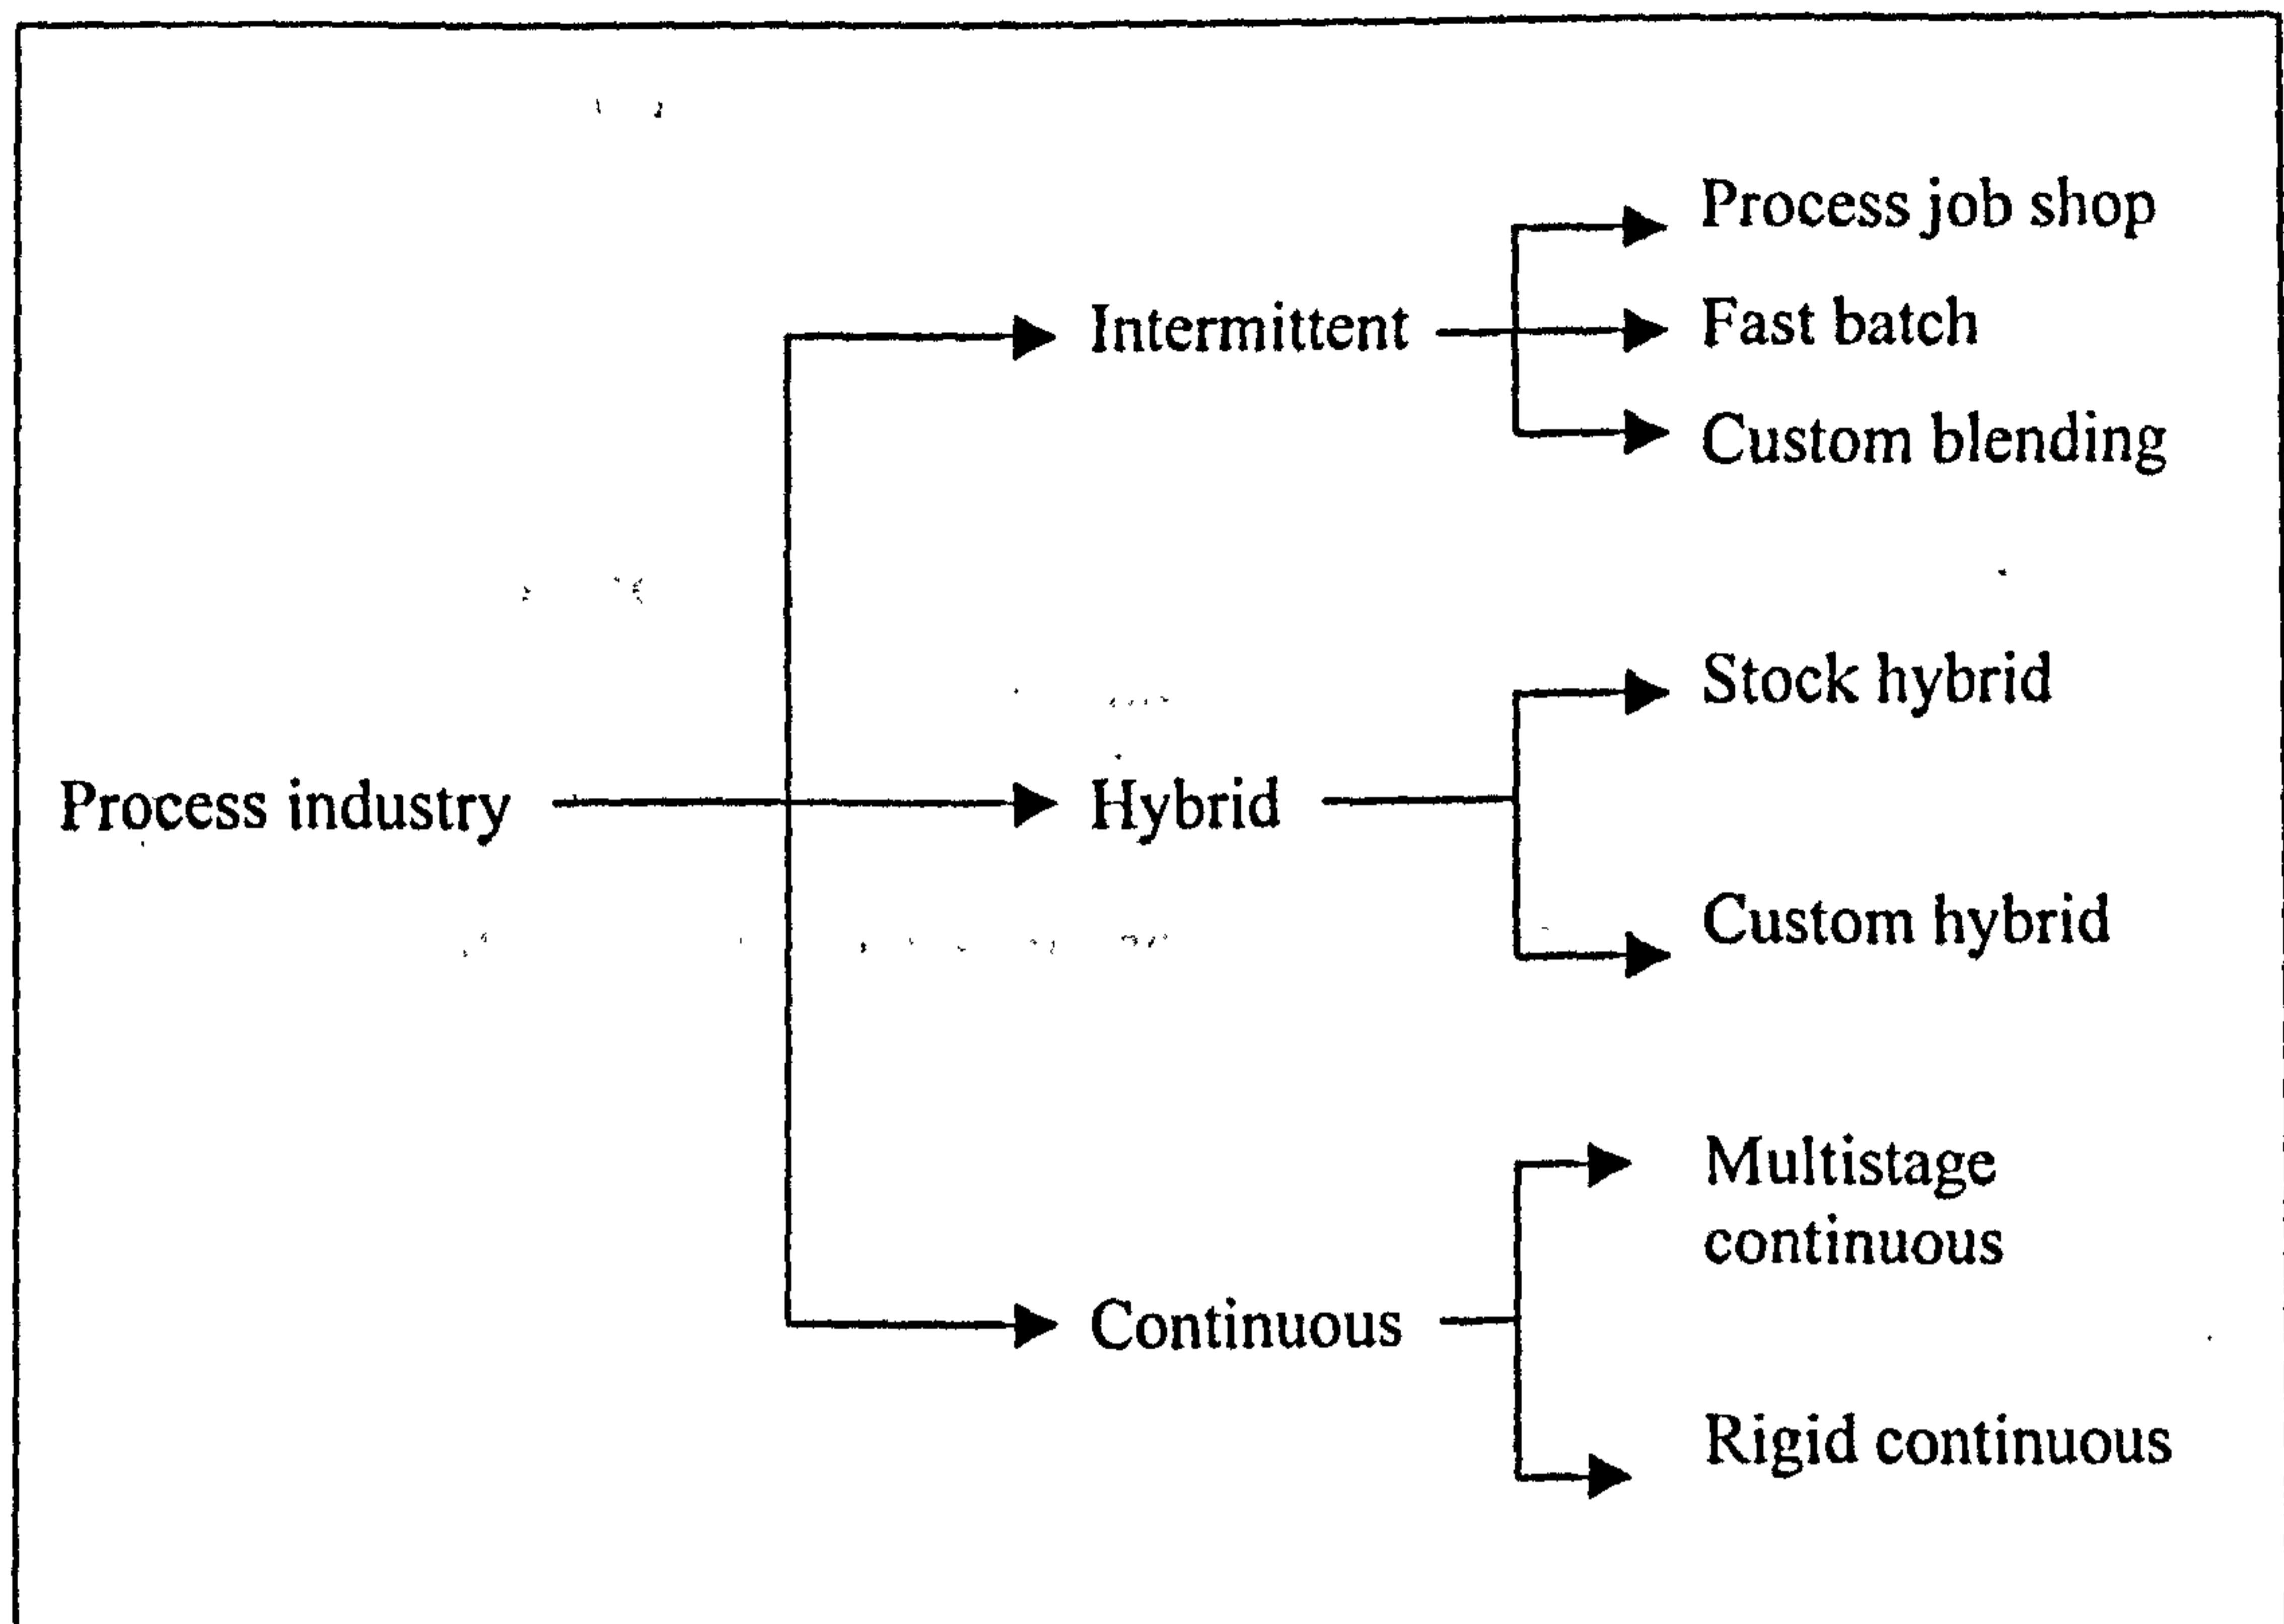 Process job shop
Intermittent
Fast batch
Custom blending
Stock hybrid
Process industry
Hybrid
Custom hybrid
Multistage
continuous
Continuous
Rigid continuous